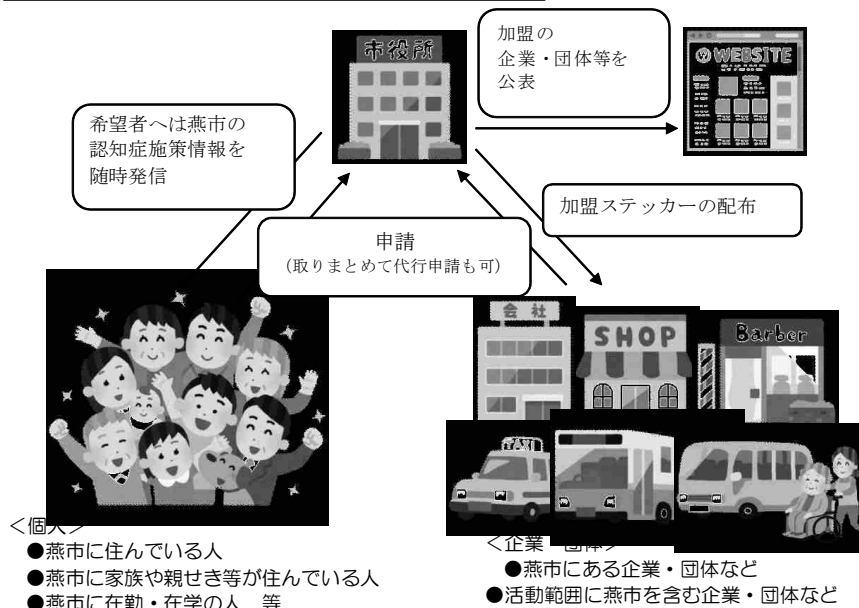 市役所
加盟の
企業・団体等を
公表
WEBSITE
希望者へは燕市の
認知症施策情報を
随時発信
加盟ステッカーの配布
申請
（取りまとめて代行申請も可）
会社
SHOP
Barber
TAXI
＜個人＞
●燕市に住んでいる人
●燕市に家族や親せき等が住んでいる人
●燕市に在勤・在学の人　等
＜企業・団体＞
●燕市にある企業・団体など
●活動範囲に燕市を含む企業・団体など